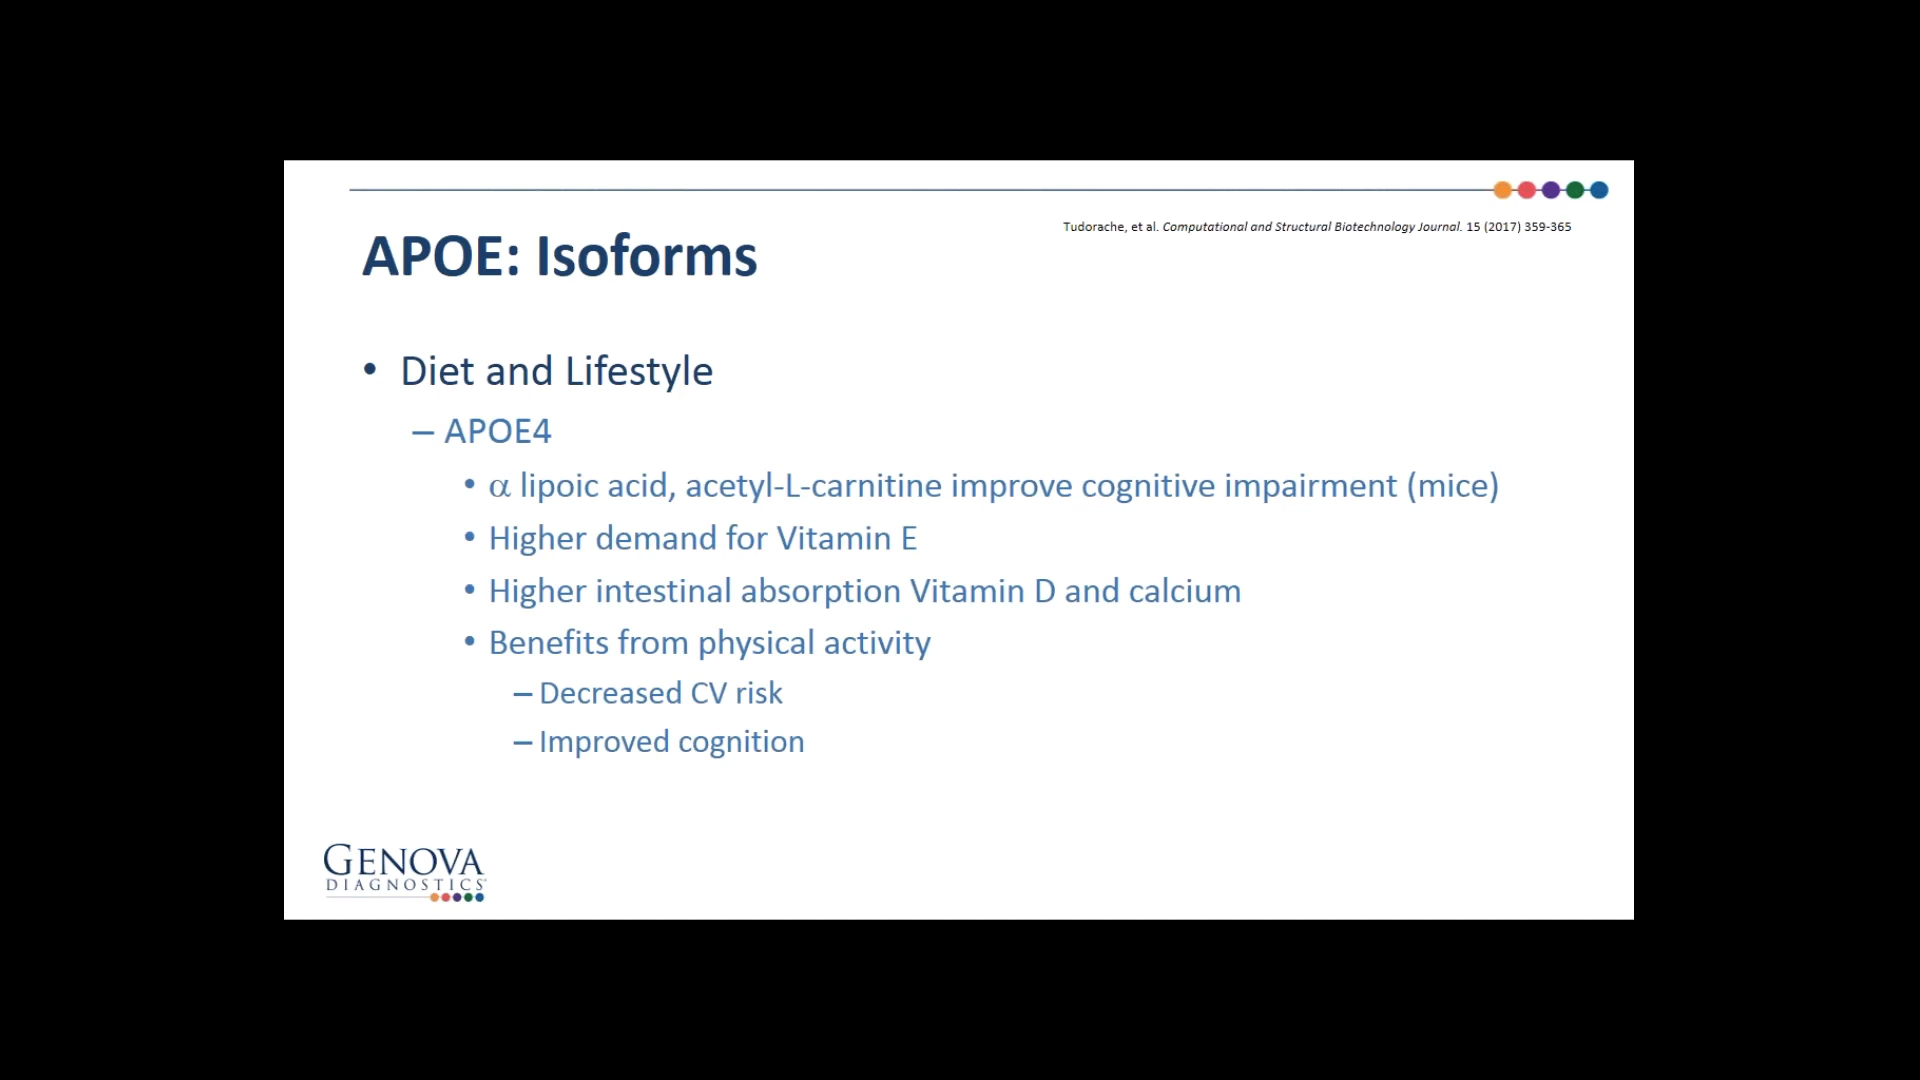 Tudorache, et al. Computational and Structural Biotechnology Journal. 15 (2017) 359-365
APOE: Isoforms
• Diet and Lifestyle
– APOE4
• α lipoic acid, acetyl-L-carnitine improve cognitive impairment (mice)
• Higher demand for Vitamin E
• Higher intestinal absorption Vitamin D and calcium
• Benefits from physical activity
– Decreased CV risk
– Improved cognition
GENOVA
DIAGNOSTICS